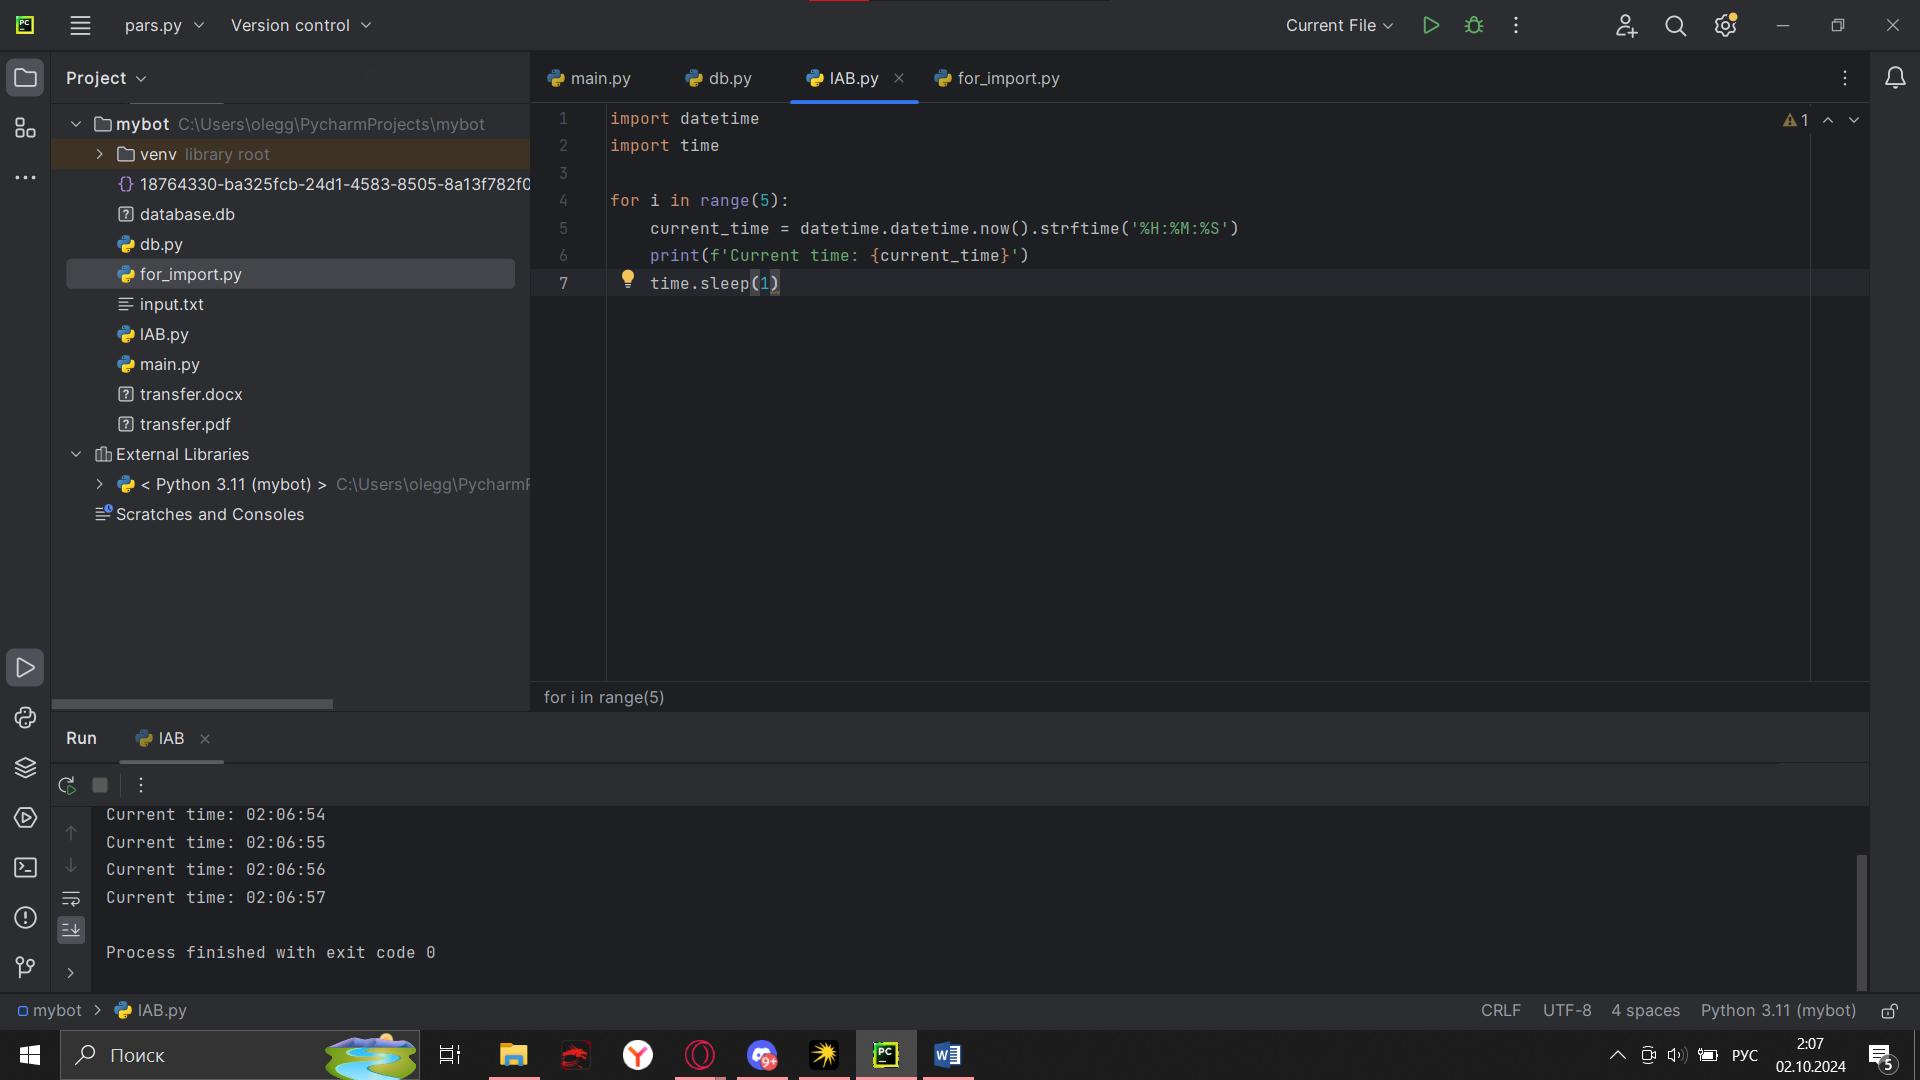 PC
pars.py
Version control
Current File
Project
main.py
db.py
IAB.py
for_import.py
mybot C:\Users\olegg\PycharmProjects\mybot
venv library root
18764330-ba325fcb-24d1-4583-8505-8a13f782f0
database.db
db.py
for_import.py
input.txt
IAB.py
main.py
transfer.docx
transfer.pdf
External Libraries
< Python 3.11 (mybot) > C:\Users\olegg\PycharmP
Scratches and Consoles
1 import datetime
2 import time
3
4 for i in range(5):
5 current_time = datetime.datetime.now().strftime('%H:%M:%S')
6 print(f'Current time: {current_time}')
7 time.sleep(1)
1
for i in range(5)
Run
IAB
Current time: 02:06:54
Current time: 02:06:55
Current time: 02:06:56
Current time: 02:06:57
Process finished with exit code 0
mybot > IAB.py
CRLF
UTF-8
4 spaces
Python 3.11 (mybot)
Поиск
9+
PC
W
РУС
2:07
02.10.2024
5